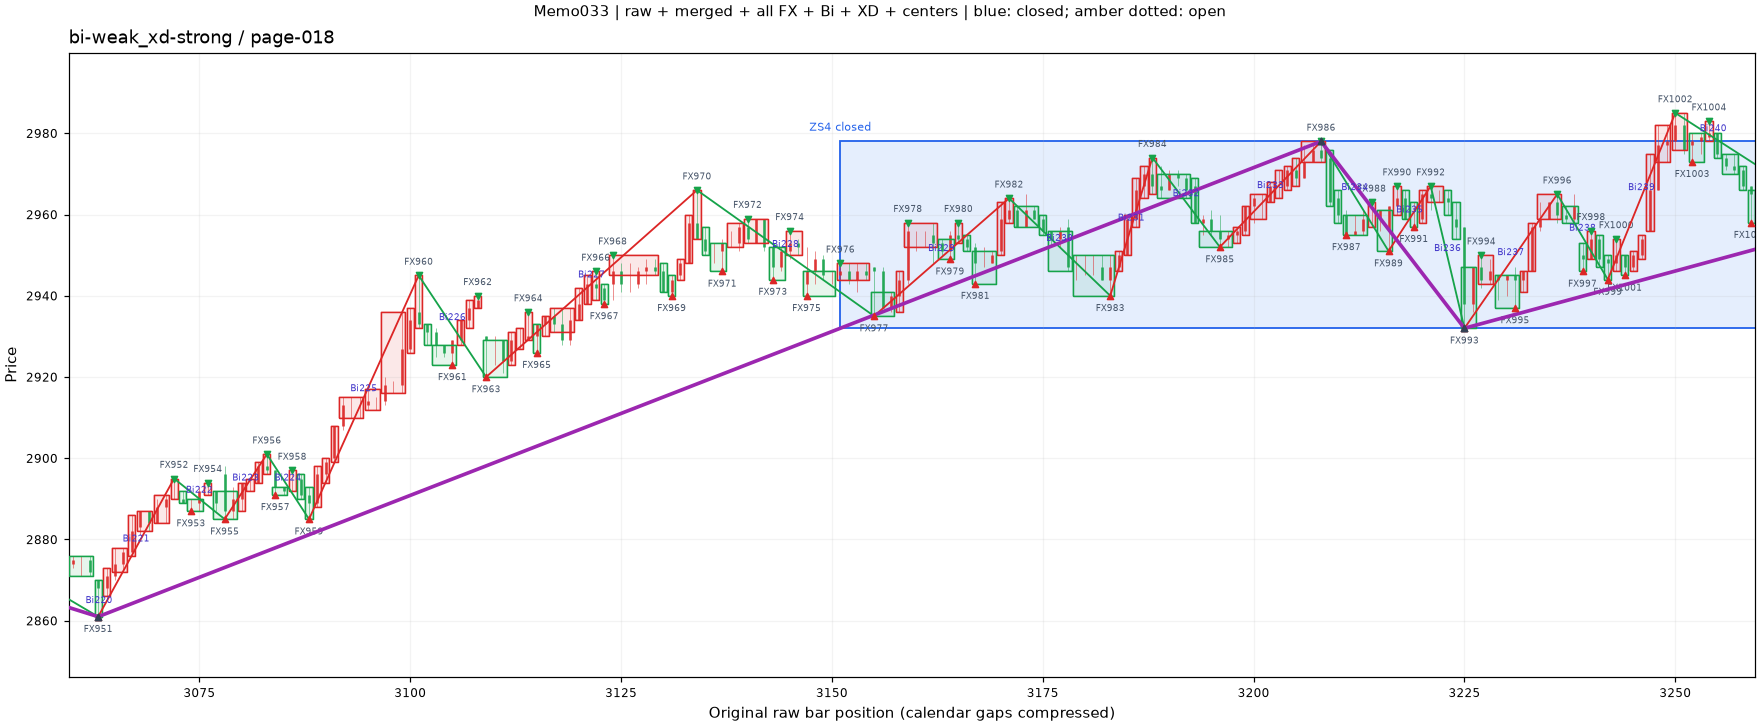 Memo033 | raw + merged + all FX + Bi + XD + centers | blue: closed; amber dotted: open
bi-weak_xd-strong / page-018
ZS4 closed
FX986
FX1002
FX1004
Bi240
FX984
FX970
FX972
FX974
FX982
FX978
FX980
FX976
FX990
FX992
FX996
FX998
FX1000
FX1003
FX968
FX966
FX960
FX962
FX964
Bi228
Bi236
Bi237
Bi238
Bi239
FX985
FX987
FX989
FX991
FX994
FX997
FX979
FX981
FX983
FX995
FX993
FX977
FX975
FX973
FX971
FX969
FX967
FX965
FX963
FX961
Bi226
Bi225
FX956
FX958
FX952
FX954
FX957
FX953
FX955
FX959
Bi221
Bi220
FX951
Price
2980
2960
2940
2920
2900
2880
2860
3075
3100
3125
3150
3175
3200
3225
3250
Original raw bar position (calendar gaps compressed)